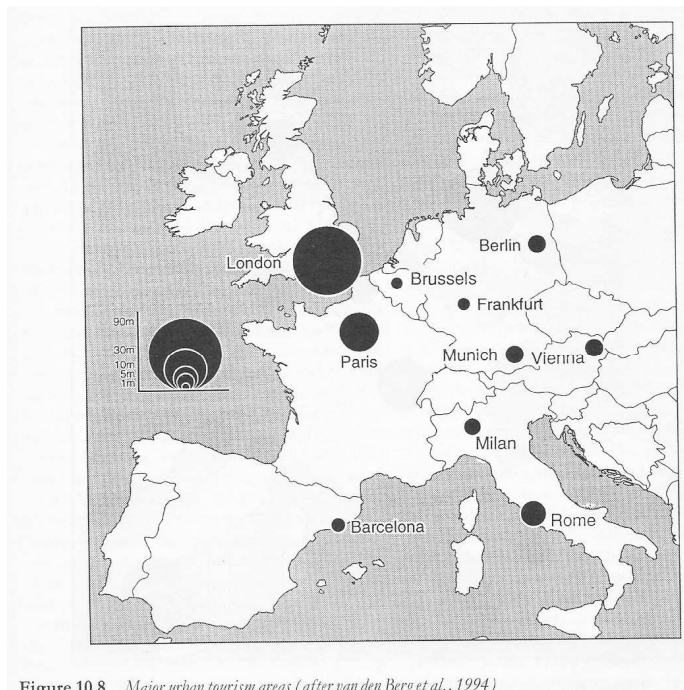 London
Berlin
Brussels
Frankfurt
90m
30m
10m
5m
1m
Paris
Munich
Vienna
Milan
Barcelona
Rome
Figure 10.8 Major urban tourism areas (after van den Berg et al., 1994)